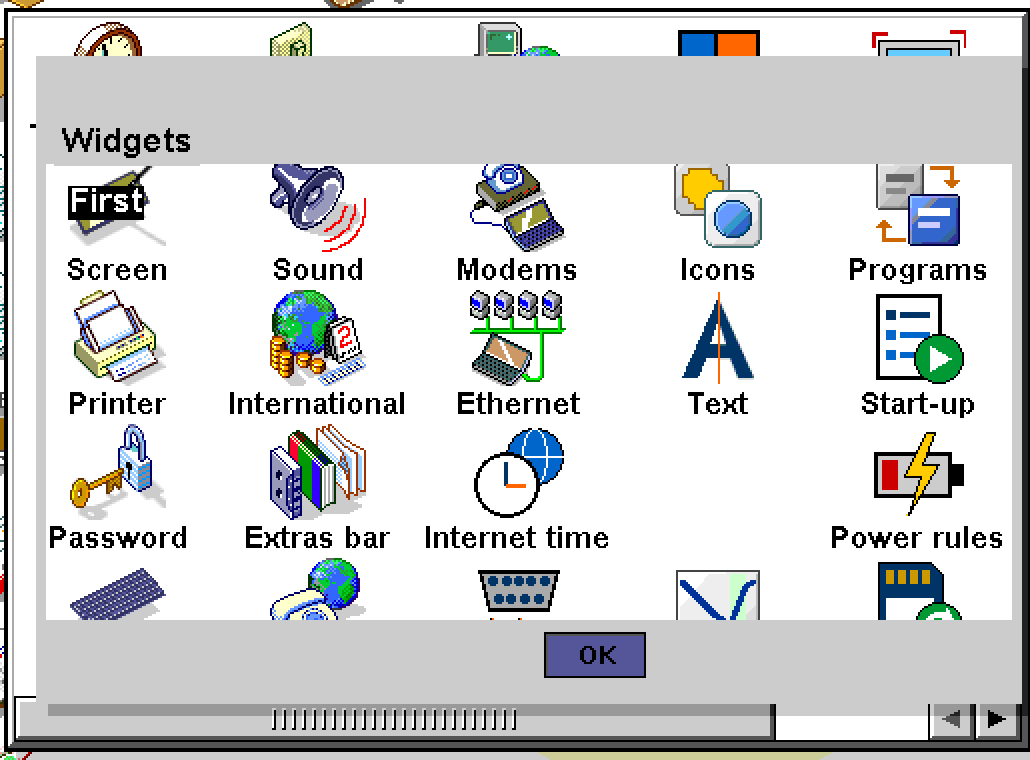 Widgets
First
Screen Sound Modems Icons Programs
2
Printer International Ethernet Text Start-up
Password Extras bar Internet time Power rules
OK